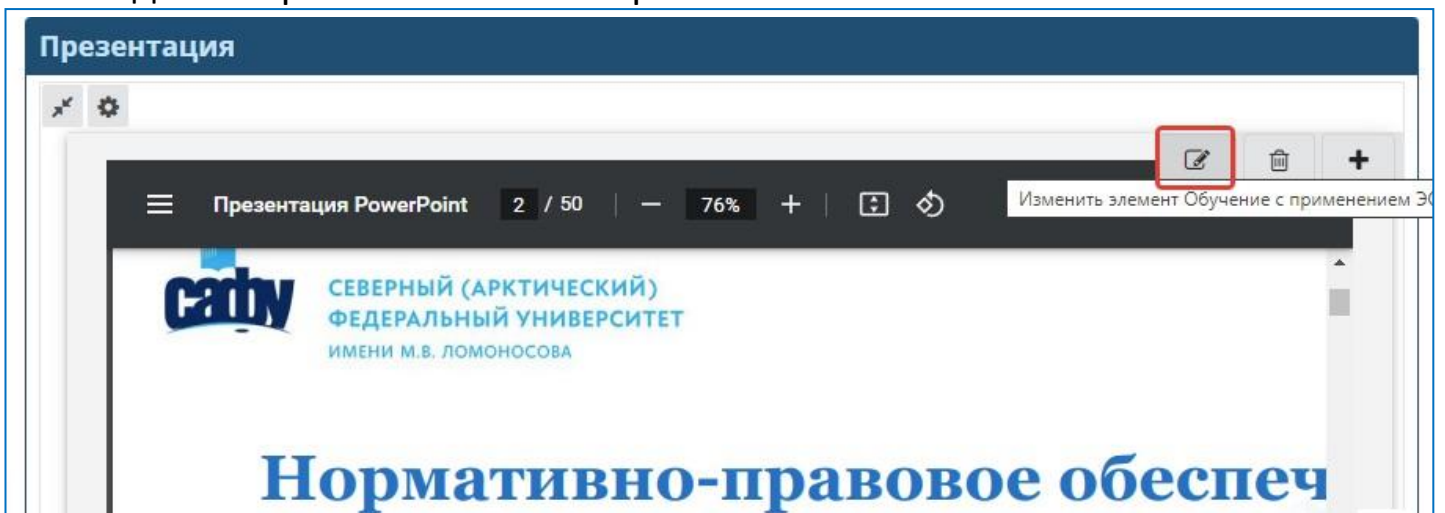 Презентация
Презентация PowerPoint 2 / 50 76%
Изменить элемент Обучение с применением
сафу
СЕВЕРНЫЙ (АРКТИЧЕСКИЙ)
ФЕДЕРАЛЬНЫЙ УНИВЕРСИТЕТ
ИМЕНИ М.В. ЛОМОНОСОВА
Нормативно-правовое обеспеч